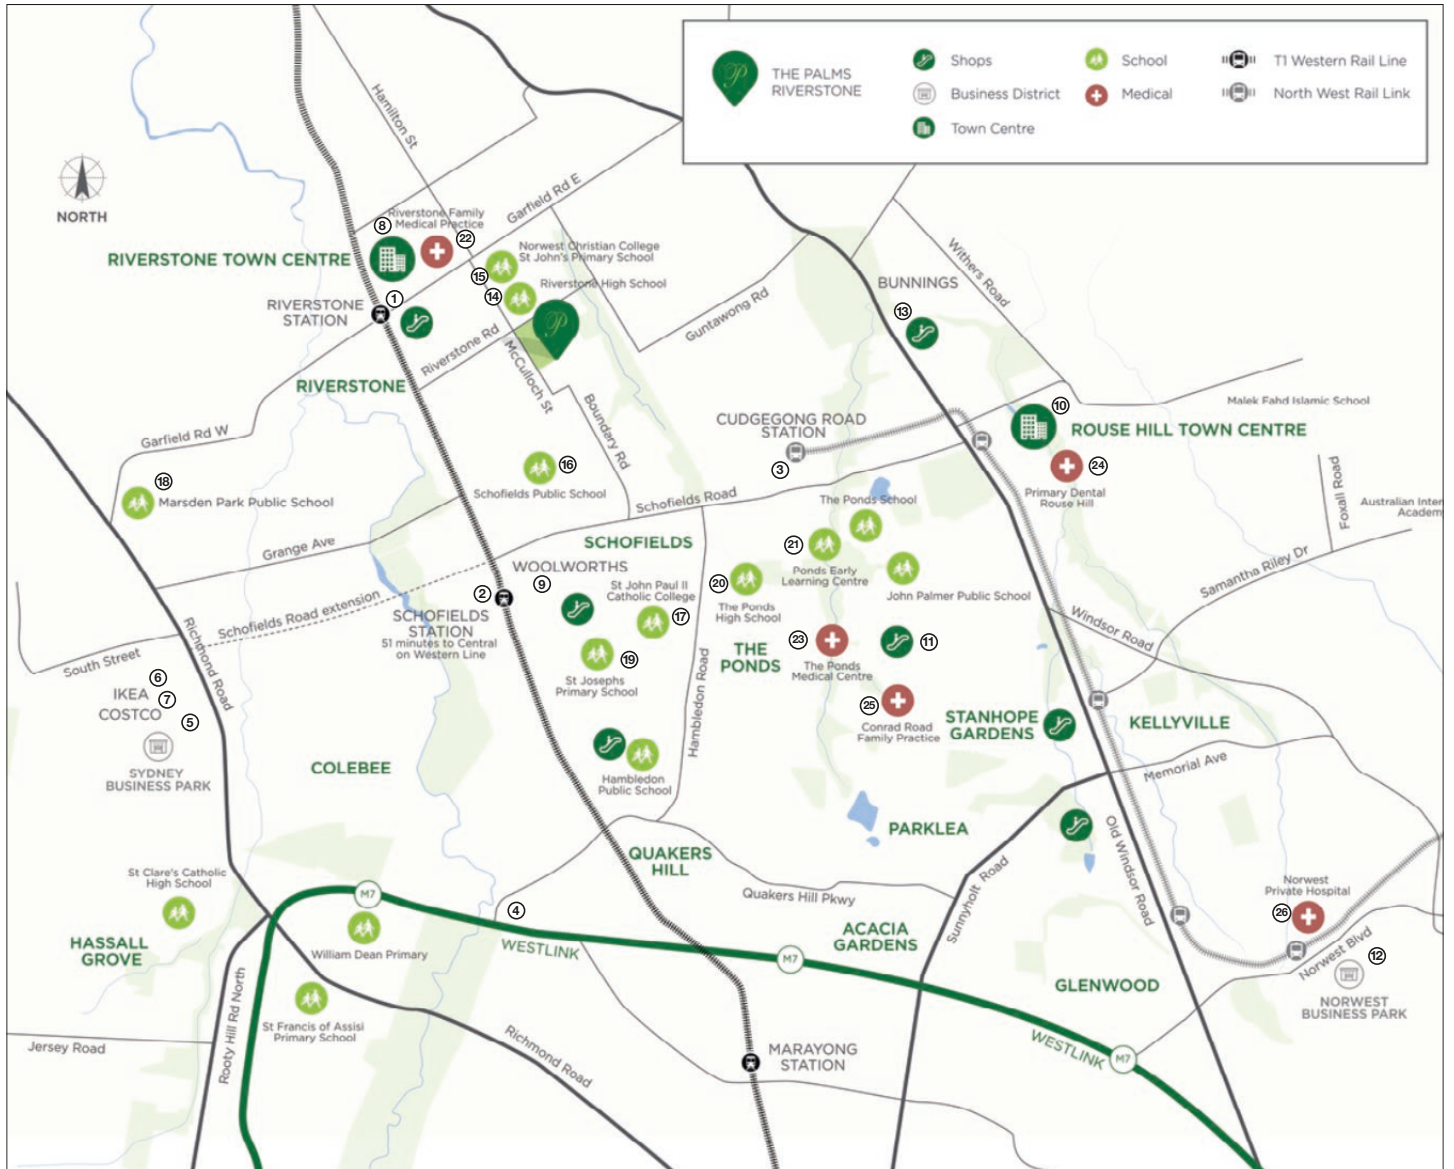 THE PALMS
RIVERSTONE
Shops
Business District
Town Centre
School
Medical
T1 Western Rail Line
North West Rail Link
NORTH
Hamilton St
Garfield Rd E
Riverstone Family
Medical Practice
8
22
RIVERSTONE TOWN CENTRE
Norwest Christian College
St John's Primary School
15
Riverstone High School
14
1
RIVERSTONE
STATION
Riverstone Rd
McCulloch St
RIVERSTONE
Boundary Rd
Guntawong Rd
Withers Road
BUNNINGS
13
Garfield Rd W
18
Marsden Park Public School
16
Schofields Public School
CUDGEGONG ROAD
STATION
3
10
ROUSE HILL TOWN CENTRE
Malek Fahd Islamic School
24
Primary Dental
Rouse Hill
Foxall Road
Australian Inter
Academy
Schofields Road
The Ponds School
Grange Ave
SCHOFIELDS
21
Ponds Early
Learning Centre
WOOLWORTHS
9
2
St John Paul II
Catholic College
17
20
The Ponds
High School
John Palmer Public School
Samantha Riley Dr
Windsor Road
Schofields Road extension
SCHOFIELDS
STATION
51 minutes to Central
on Western Line
South Street
Richmond Road
19
St Josephs
Primary School
Hambledon Road
THE
PONDS
23
The Ponds
Medical Centre
11
6
IKEA
7
COSTCO
5
SYDNEY
BUSINESS PARK
25
Conrad Road
Family Practice
STANHOPE
GARDENS
KELLYVILLE
COLEBEE
Hambledon
Public School
Memorial Ave
PARKLEA
Old Windsor Road
QUAKERS
HILL
Quakers Hill Pkwy
Sunnyholt Road
St Clare's Catholic
High School
M7
4
WESTLINK
William Dean Primary
HASSALL
GROVE
ACACIA
GARDENS
M7
Norwest
Private Hospital
26
Norwest Blvd
12
NORWEST
BUSINESS PARK
GLENWOOD
Rooty Hill Rd North
St Francis of Assisi
Primary School
Jersey Road
Richmond Road
MARAYONG
STATION
WESTLINK
M7